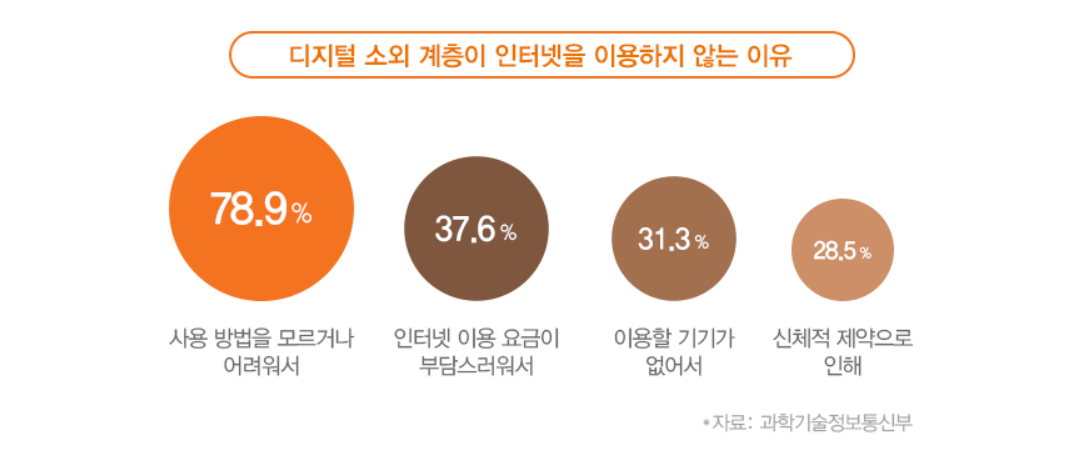 디지털 소외 계층이 인터넷을 이용하지 않는 이유
78.9 %
37.6 %
31.3 %
28.5 %
사용 방법을 모르거나
어려워서
인터넷 이용 요금이
부담스러워서
이용할 기기가
없어서
신체적 제약으로
인해
*자료: 과학기술정보통신부